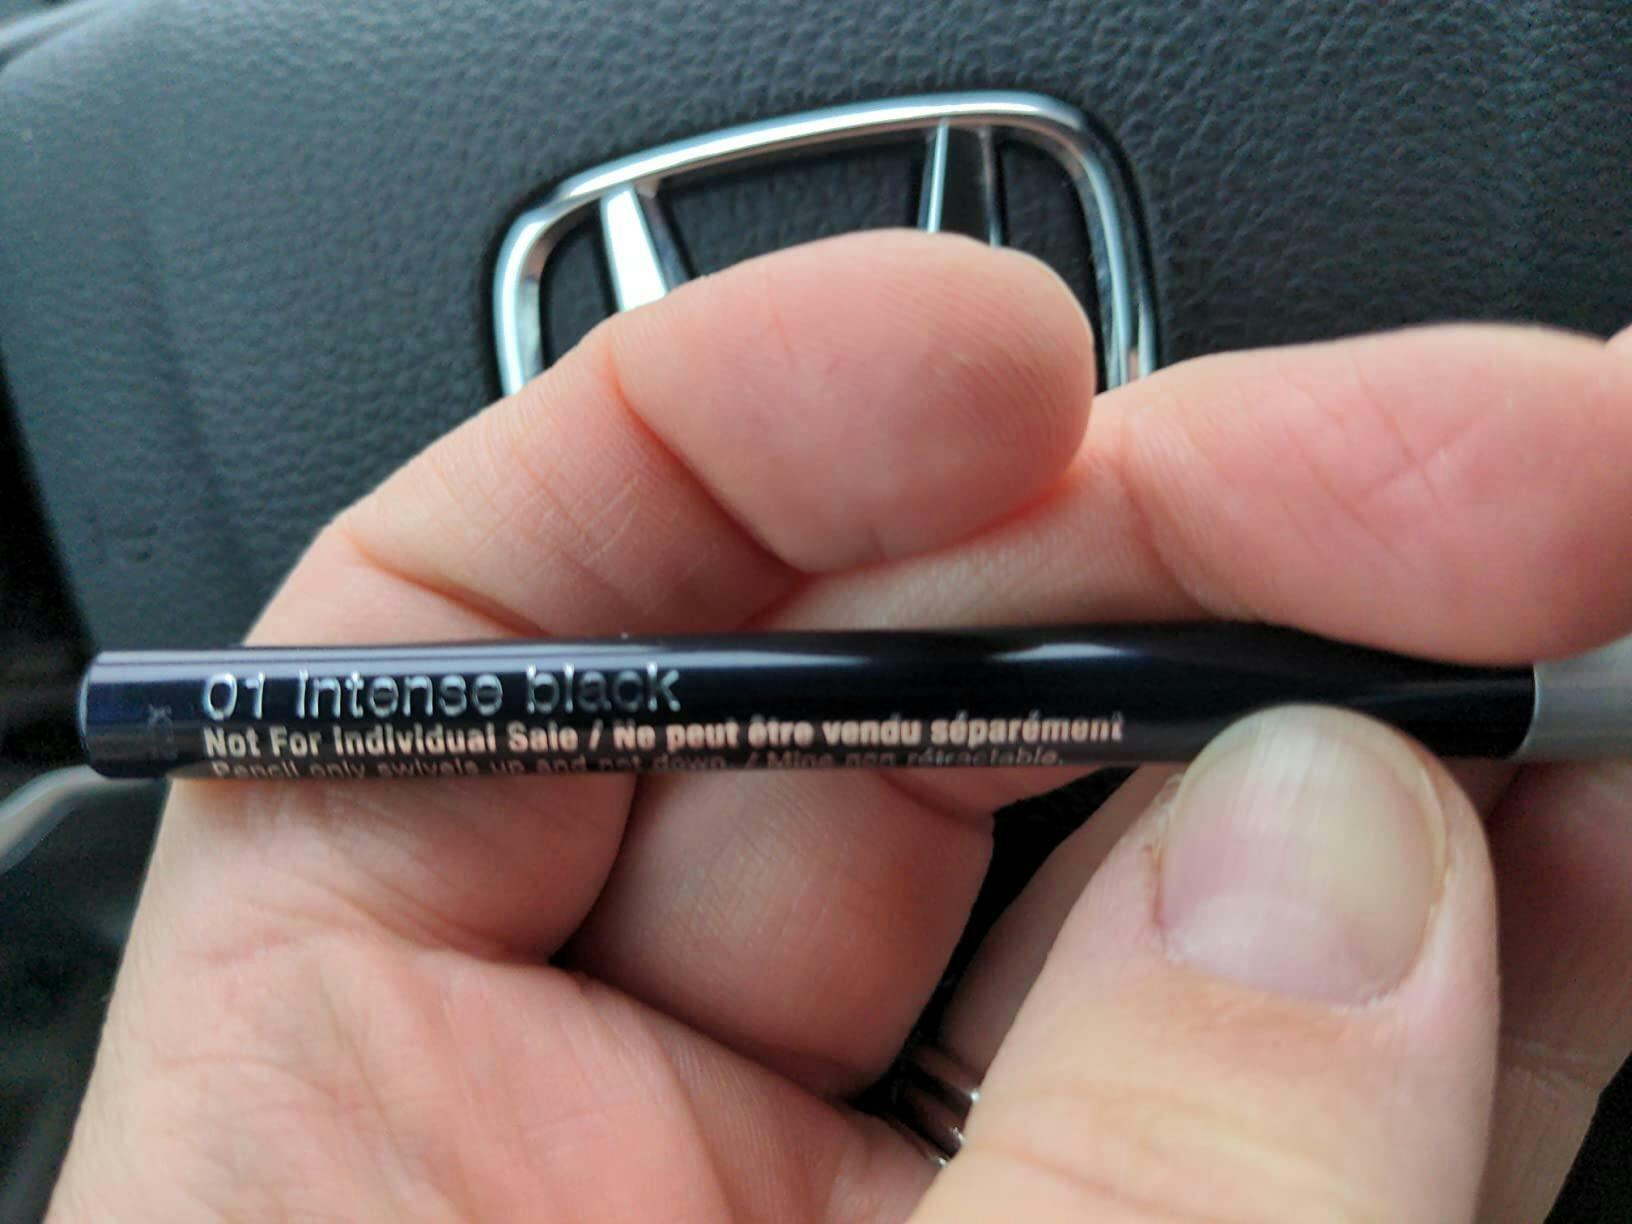 01 intense black
Not For Individual Sale / Ne peut être vendu séparément
Pencil only swivels up and not down. / Mine non rétractable.